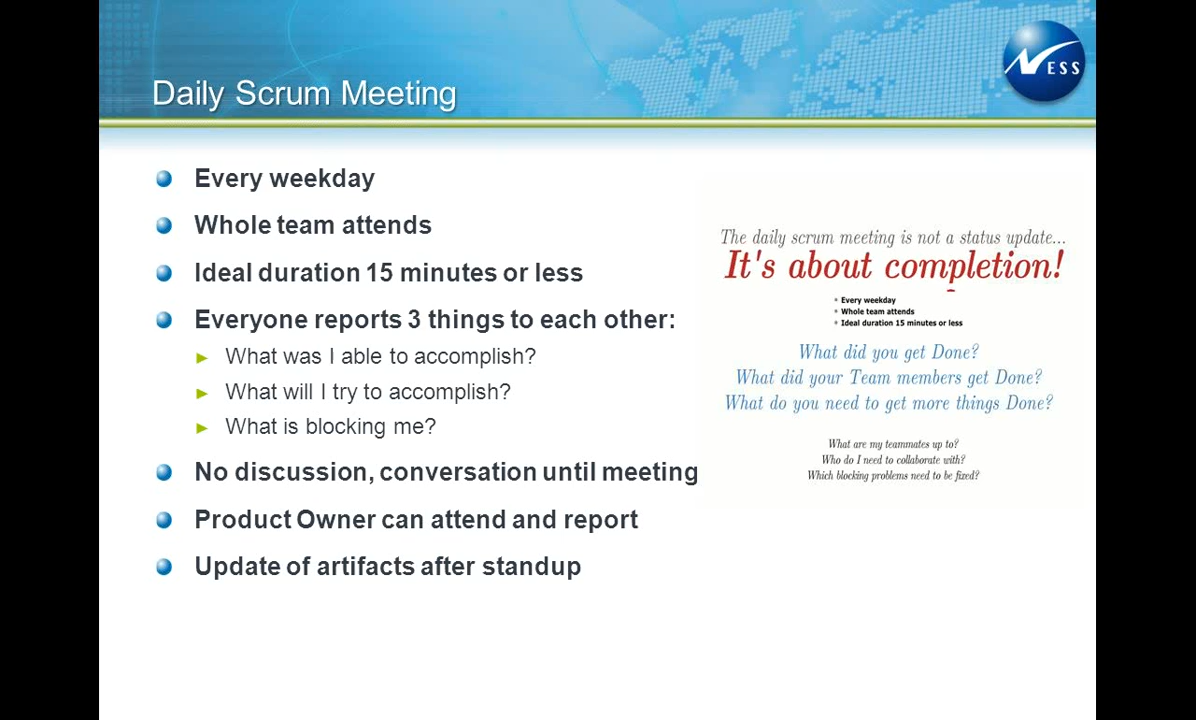 Daily Scrum Meeting
NESS
Every weekday
Whole team attends
Ideal duration 15 minutes or less
Everyone reports 3 things to each other:
What was I able to accomplish?
What will I try to accomplish?
What is blocking me?
No discussion, conversation until meeting
Product Owner can attend and report
Update of artifacts after standup
The daily scrum meeting is not a status update...
It's about completion!
Every weekday
Whole team attends
Ideal duration 15 minutes or less
What did you get Done?
What did your Team members get Done?
What do you need to get more things Done?
What are my teammates up to?
Who do I need to collaborate with?
Which blocking problems need to be fixed?